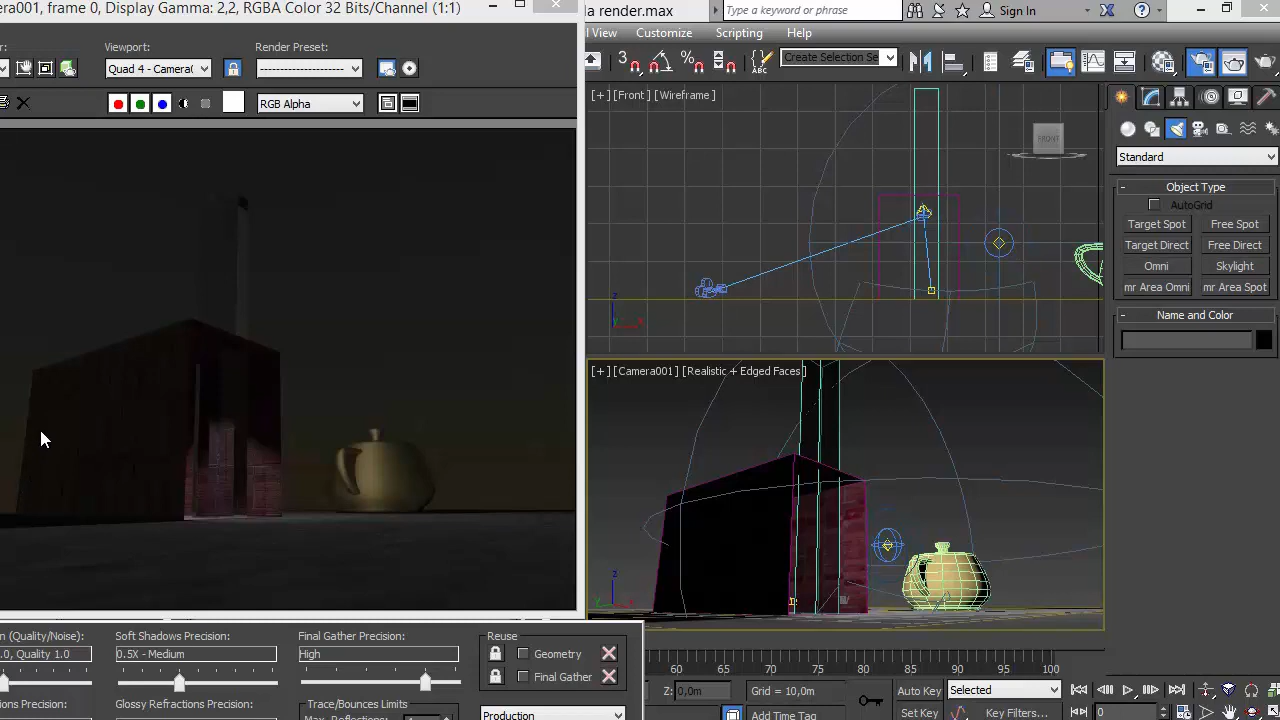 era001, frame 0, Display Gamma: 2,2, RGBA Color 32 Bits/Channel (1:1)
Viewport:
Render Preset:
Quad 4 - Camera(
RGB Alpha
la render.max
Type a keyword or phrase
Sign In
l View
Customize
Scripting
Help
3
%
ABC
Create Selection Se
[+] [Front ] [Wireframe ]
FRONT
z
x
[+] [Camera001 ] [Realistic + Edged Faces ]
z
x
y
Standard
Object Type
AutoGrid
Target Spot
Free Spot
Target Direct
Free Direct
Omni
Skylight
mr Area Omni
mr Area Spot
Name and Color
n (Quality/Noise):
.0, Quality 1.0
Soft Shadows Precision:
0.5X - Medium
Final Gather Precision:
High
Reuse
Geometry
Final Gather
ons Precision:
Glossy Refractions Precision:
Trace/Bounces Limits
Production
60 65 70 75 80 85 90 95 100
Z: 0,0m
Grid = 10,0m
Add Time Tag
Auto Key
Selected
Set Key
Key Filters...
0